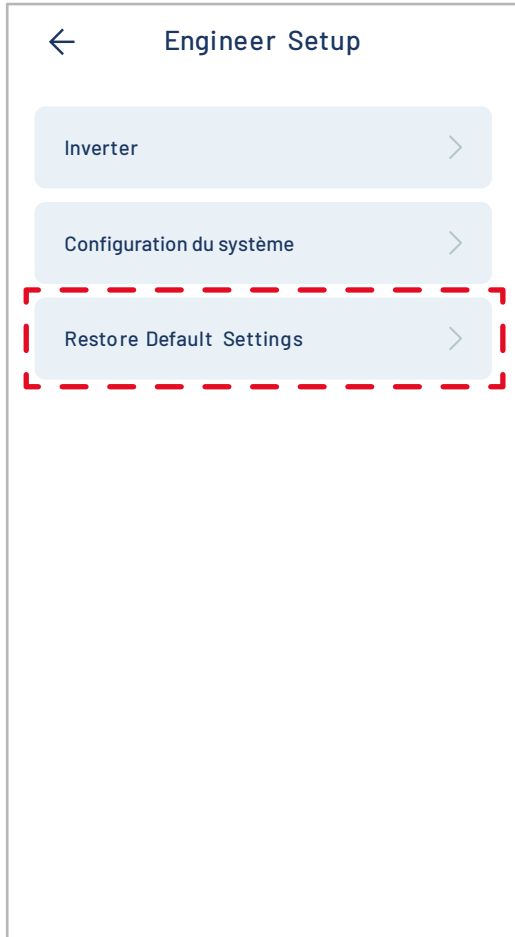 Engineer Setup
Inverter
Configuration du système
Restore Default Settings